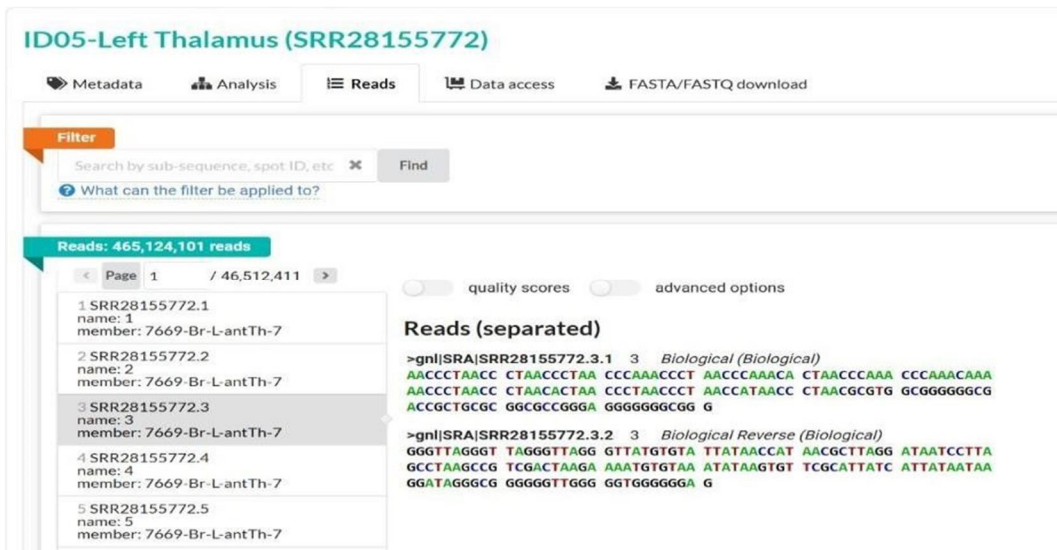 ID05-Left Thalamus (SRR28155772)
Metadata Analysis Reads Data access FASTA/FASTQ download
Filter
Search by sub-sequence, spot ID, etc Find
What can the filter be applied to?
Reads: 465,124,101 reads
< Page 1 / 46,512,411 >
quality scores advanced options
1 SRR28155772.1
name: 1
member: 7669-Br-L-antTh-7
2 SRR28155772.2
name: 2
member: 7669-Br-L-antTh-7
3 SRR28155772.3
name: 3
member: 7669-Br-L-antTh-7
4 SRR28155772.4
name: 4
member: 7669-Br-L-antTh-7
5 SRR28155772.5
name: 5
member: 7669-Br-L-antTh-7
Reads (separated)
>gnl|SRA|SRR28155772.3.1 3 Biological (Biological)
AACCCTAACC CTAACCCTAA CCCAAACCCT AACCCAAACA CTAACCCAAA CCCAAACAAA
AACCCTAACC CTAACACTAA CCCTAACCCT AACCATAACC CTAACGCGTG GCGGGGGGCG
ACCGCTGCGC GGCGCCGGGA GGGGGGGCGG G
>gnl|SRA|SRR28155772.3.2 3 Biological Reverse (Biological)
GGGTTAGGGT TAGGGTTAGG GTTATGTGTA TTATAACCAT AACGCTTAGG ATAATCCTTA
GCCTAAGCCG TCGACTAAGA AAATGTGTAA ATATAAGTGT TCGCATTATC ATTATAATAA
GGATAGGGCG GGGGGTTGGG GGTGGGGGGA G